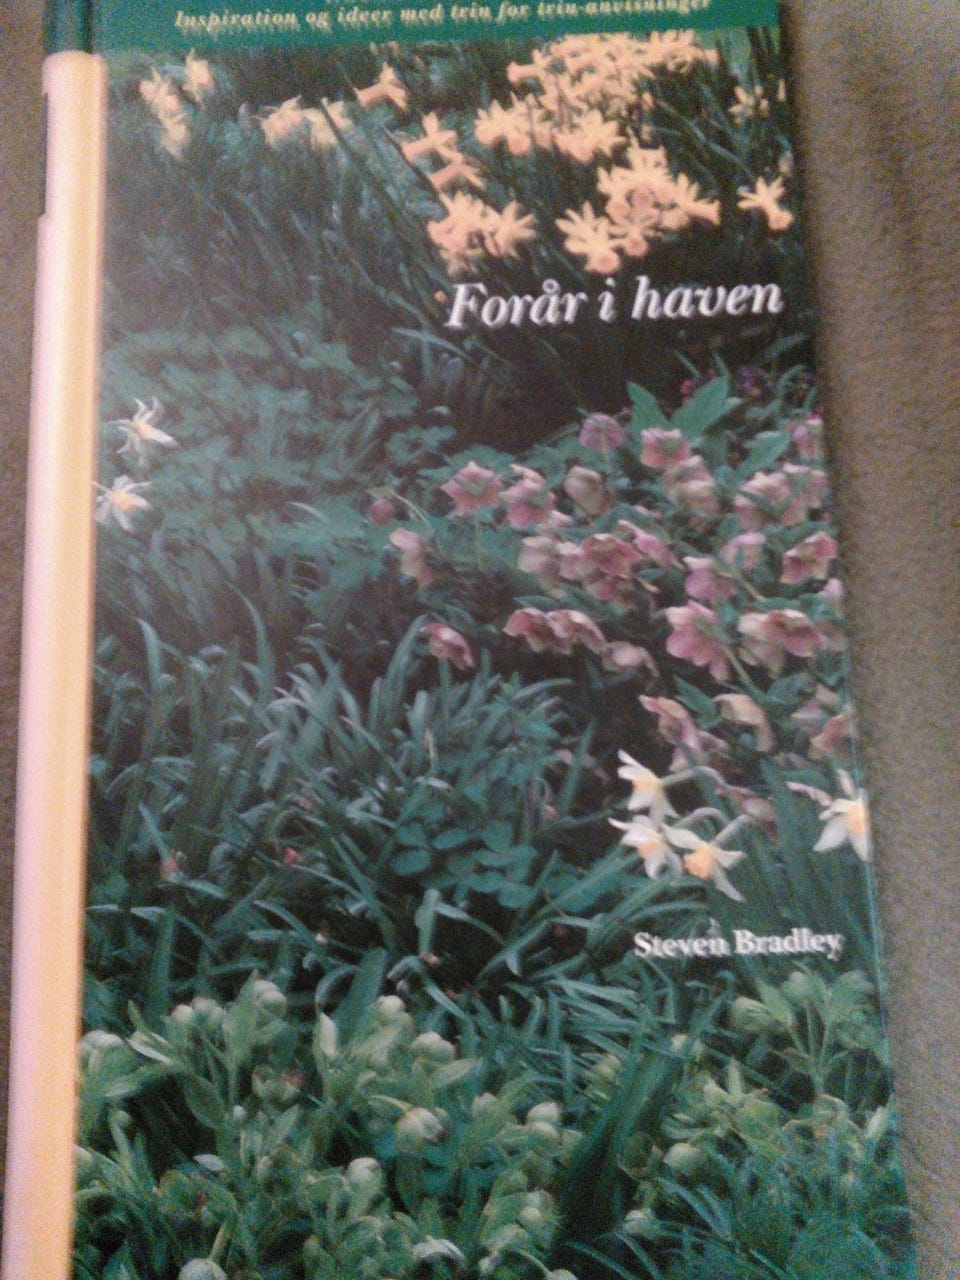 Inspiration og ideer med trin for trin-anvisninger
Forår i haven
Steven Bradley